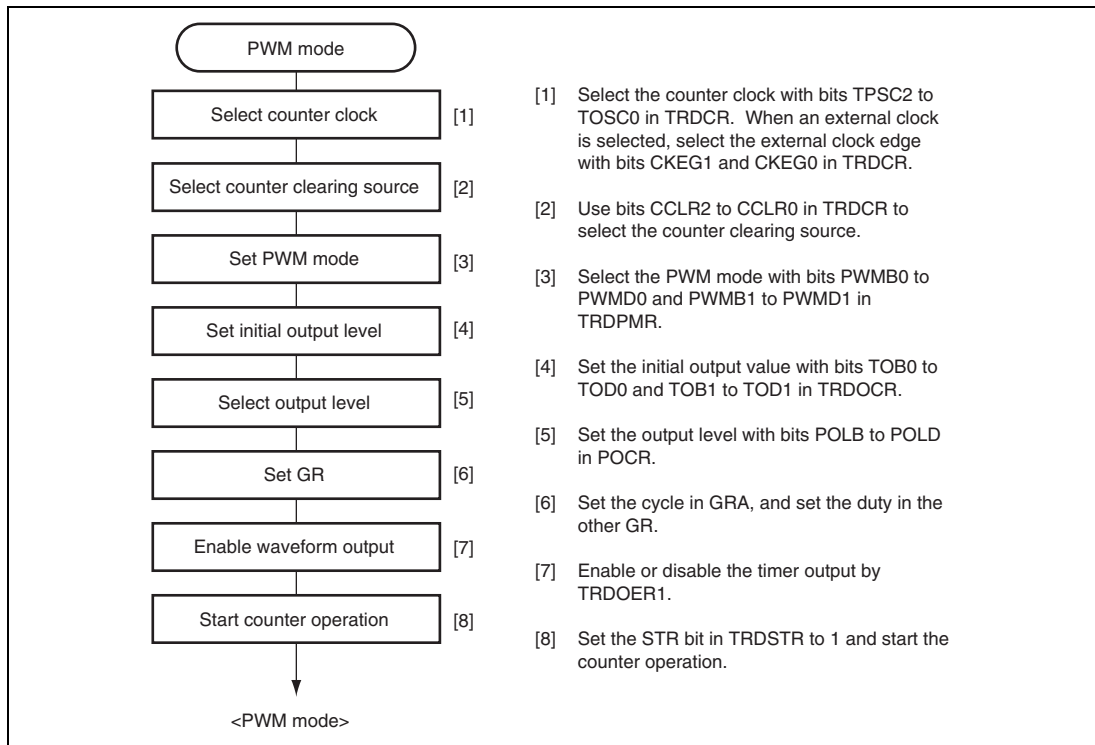 PWM mode
Select counter clock [1]
Select counter clearing source [2]
Set PWM mode [3]
Set initial output level [4]
Select output level [5]
Set GR [6]
Enable waveform output [7]
Start counter operation [8]
<PWM mode>
[1] Select the counter clock with bits TPSC2 to
TOSC0 in TRDCR. When an external clock
is selected, select the external clock edge
with bits CKEG1 and CKEG0 in TRDCR.
[2] Use bits CCLR2 to CCLR0 in TRDCR to
select the counter clearing source.
[3] Select the PWM mode with bits PWMB0 to
PWMD0 and PWMB1 to PWMD1 in
TRDPMR.
[4] Set the initial output value with bits TOB0 to
TOD0 and TOB1 to TOD1 in TRDOCR.
[5] Set the output level with bits POLB to POLD
in POCR.
[6] Set the cycle in GRA, and set the duty in the
other GR.
[7] Enable or disable the timer output by
TRDOER1.
[8] Set the STR bit in TRDSTR to 1 and start the
counter operation.